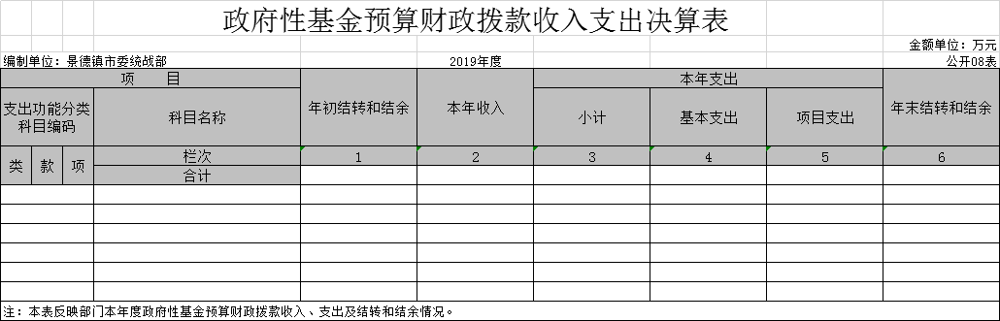 政府性基金预算财政拨款收入支出决算表
金额单位：万元
编制单位：景德镇市委统战部 2019年度 公开08表
项 目 年初结转和结余 本年收入 本年支出 年末结转和结余
支出功能分类科目编码 科目名称 小计 基本支出 项目支出
类 款 项 栏次 1 2 3 4 5 6
合计
注：本表反映部门本年度政府性基金预算财政拨款收入、支出及结转和结余情况。